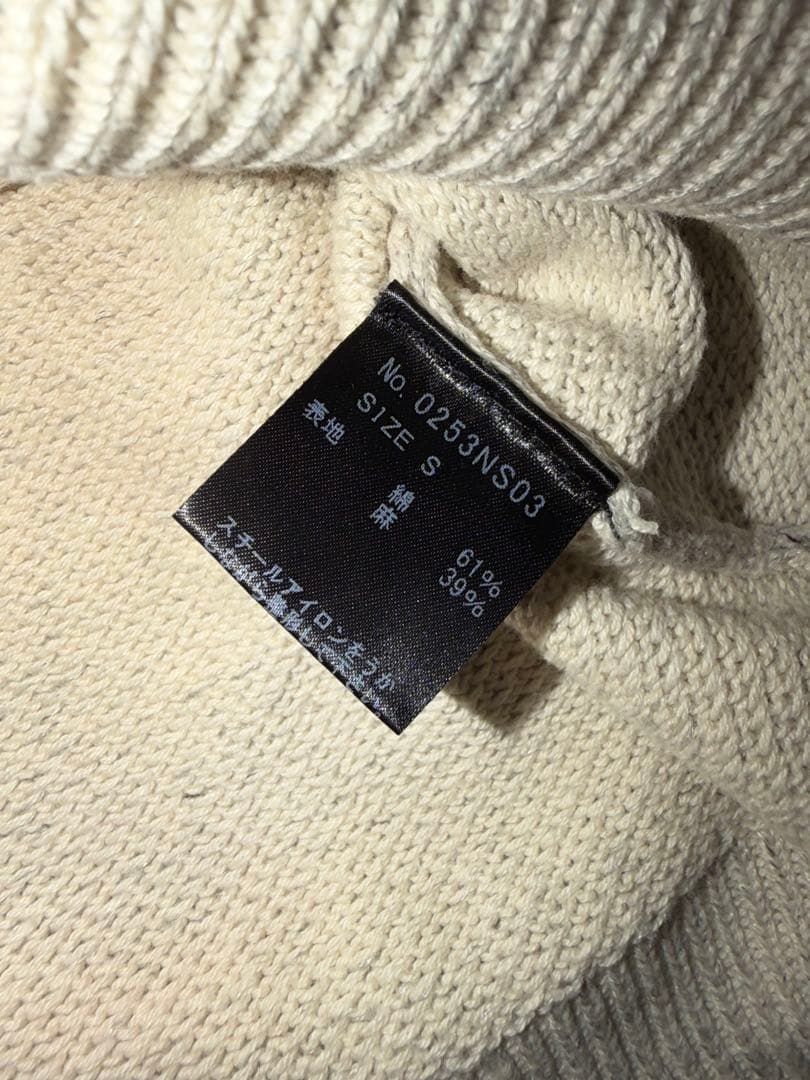 No. 0253NS03
SIZE S
表地 綿 61%
麻 39%
スチールアイロンをうか